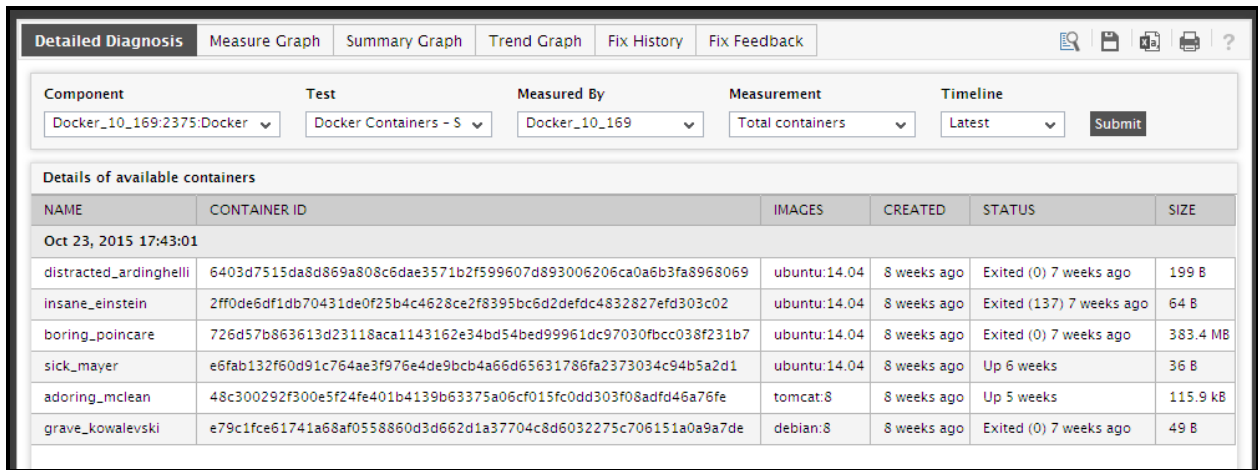 Detailed Diagnosis Measure Graph Summary Graph Trend Graph Fix History Fix Feedback ?
Component Test Measured By Measurement Timeline
Docker_10_169:2375:Docker Docker Containers - S Docker_10_169 Total containers Latest Submit
Details of available containers
NAME CONTAINER ID IMAGES CREATED STATUS SIZE
Oct 23, 2015 17:43:01
distracted_ardinghelli 6403d7515da8d869a808c6dae3571b2f599607d893006206ca0a6b3fa8968069 ubuntu:14.04 8 weeks ago Exited (0) 7 weeks ago 199 B
insane_einstein 2ff0de6df1db70431de0f25b4c4628ce2f8395bc6d2defdc4832827efd303c02 ubuntu:14.04 8 weeks ago Exited (137) 7 weeks ago 64 B
boring_poincare 726d57b863613d23118aca1143162e34bd54bed99961dc97030fbcc038f231b7 ubuntu:14.04 8 weeks ago Exited (0) 7 weeks ago 383.4 MB
sick_mayer e6fab132f60d91c764ae3f976e4de9bcb4a66d65631786fa2373034c94b5a2d1 ubuntu:14.04 8 weeks ago Up 6 weeks 36 B
adoring_mclean 48c300292f300e5f24fe401b4139b63375a06cf015fc0dd303f08adfd46a76fe tomcat:8 8 weeks ago Up 5 weeks 115.9 kB
grave_kowalevski e79c1fce61741a68af0558860d3d662d1a37704c8d6032275c706151a0a9a7de debian:8 8 weeks ago Exited (0) 7 weeks ago 49 B